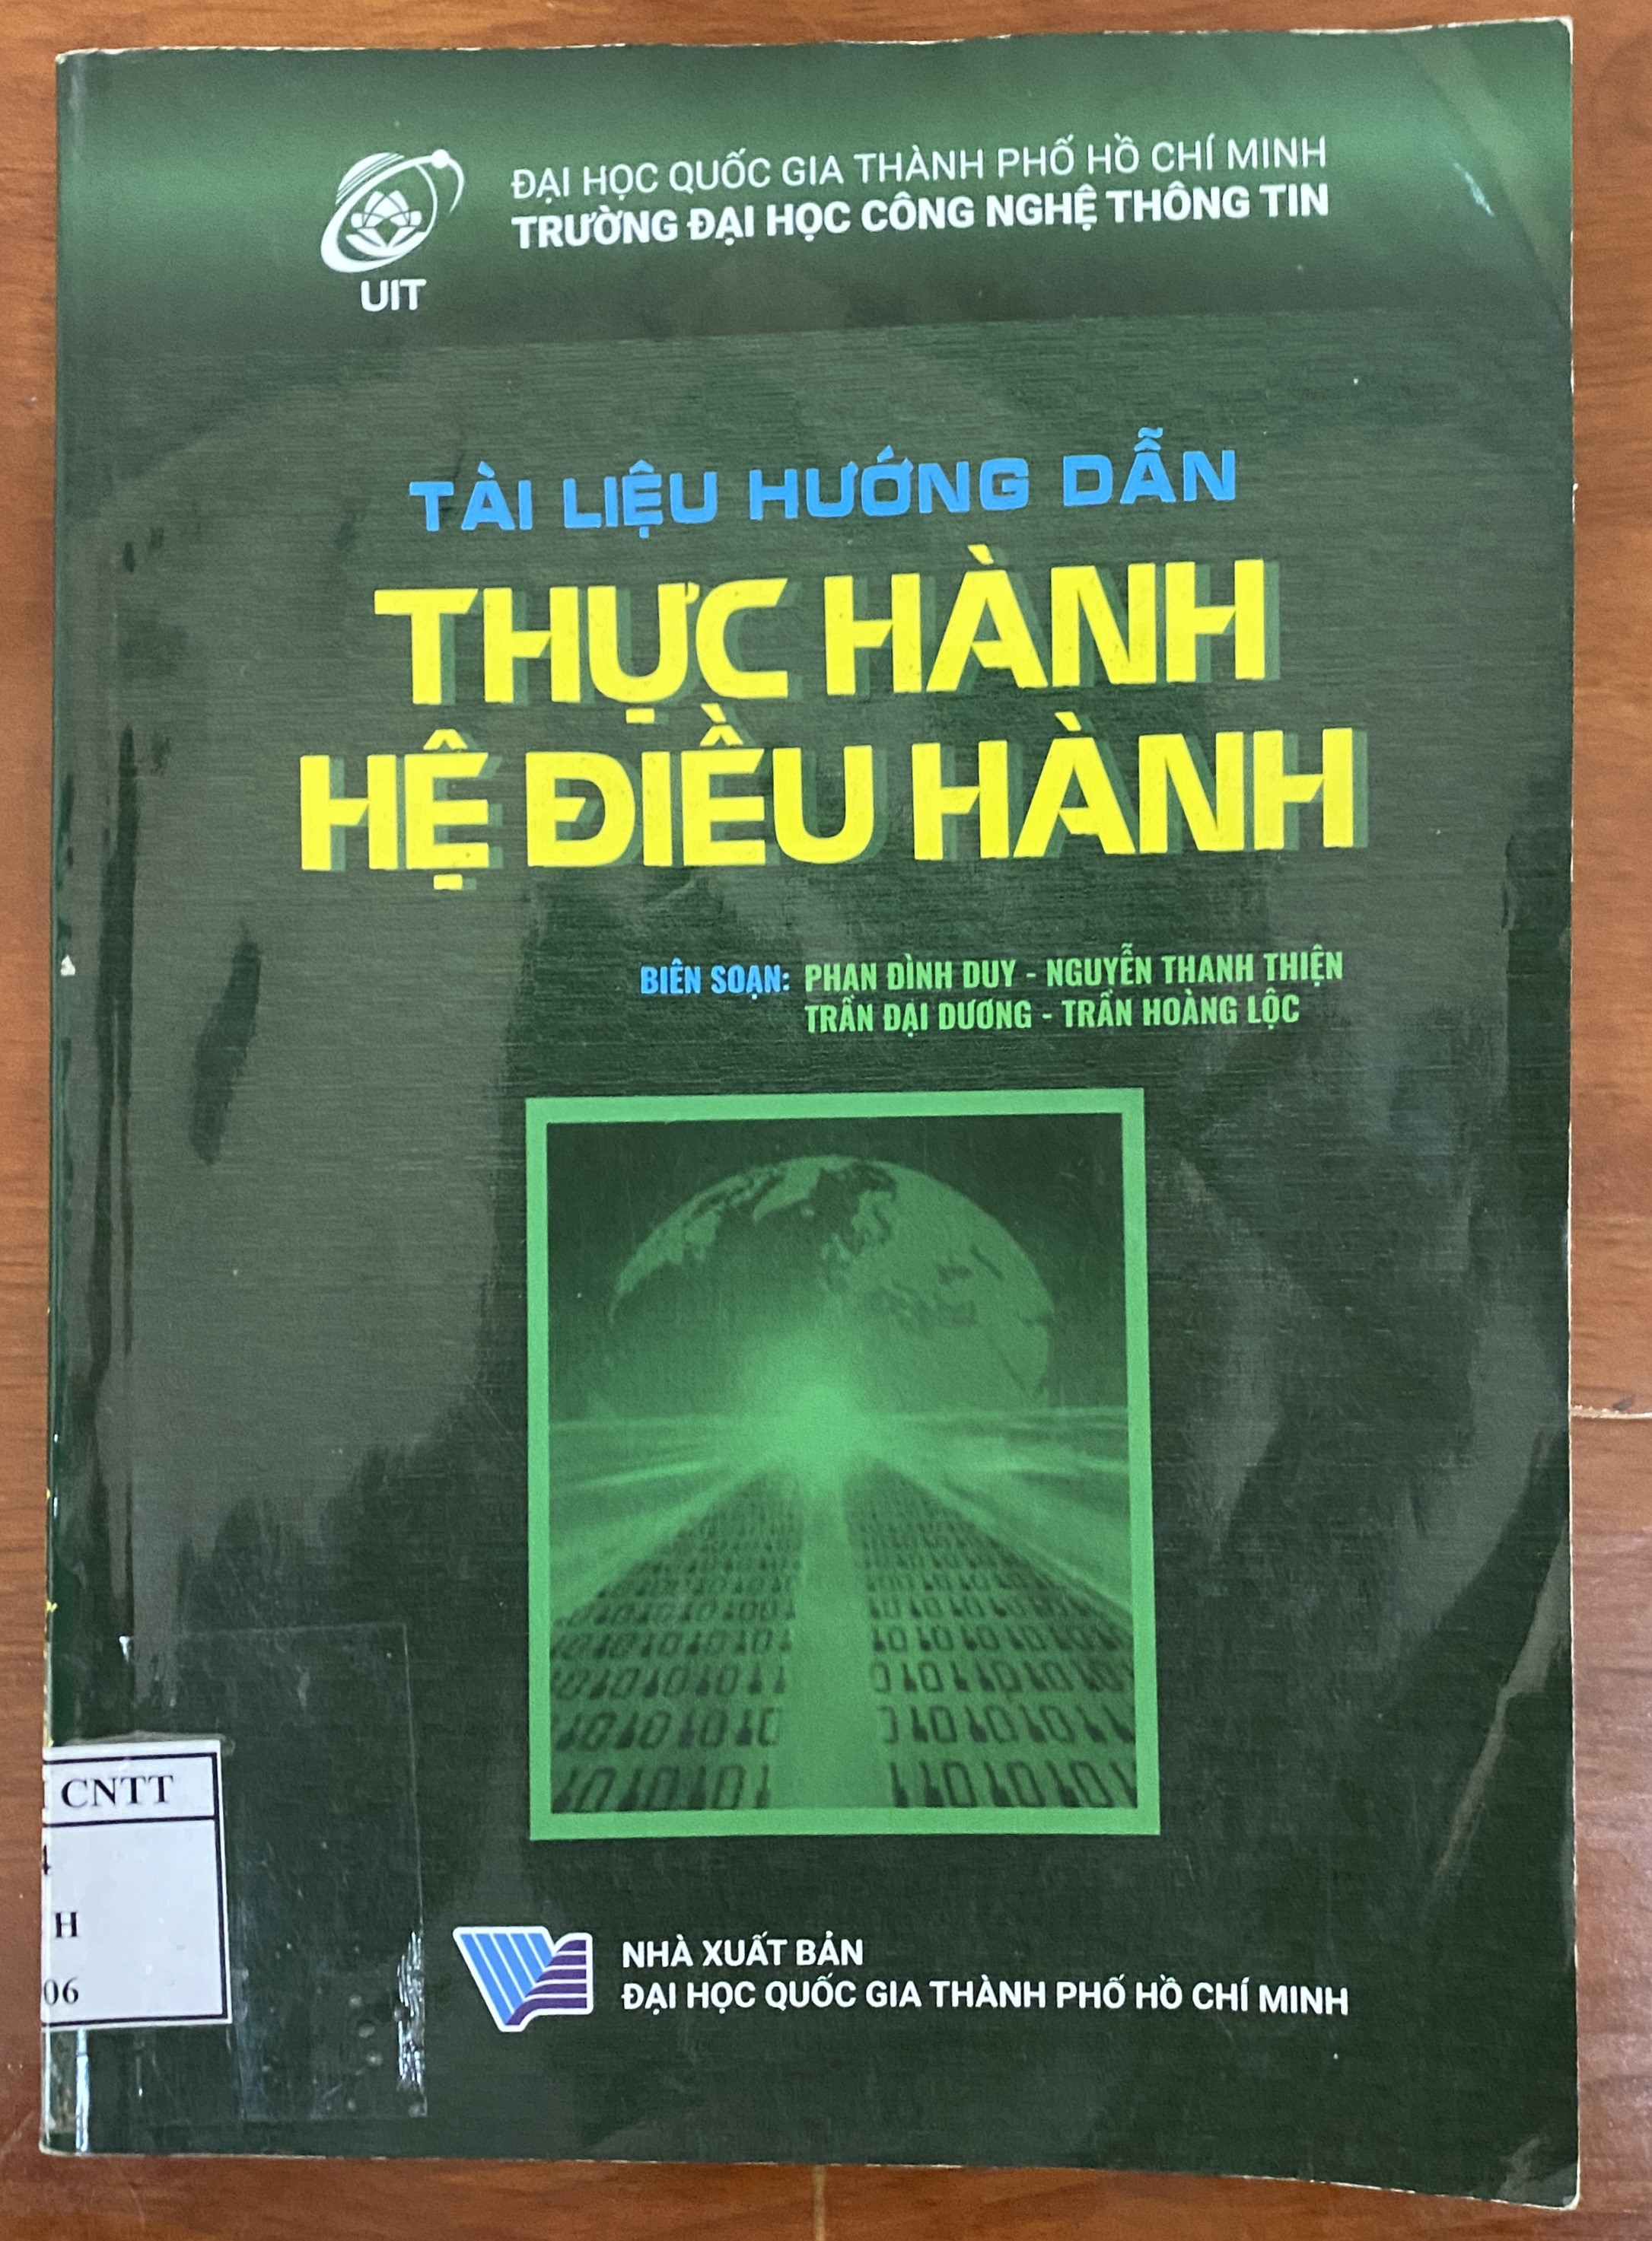 ĐẠI HỌC QUỐC GIA THÀNH PHỐ HỒ CHÍ MINH
TRƯỜNG ĐẠI HỌC CÔNG NGHỆ THÔNG TIN
UIT
TÀI LIỆU HƯỚNG DẪN
THỰC HÀNH
HỆ ĐIỀU HÀNH
BIÊN SOẠN: PHAN ĐÌNH DUY - NGUYỄN THANH THIỆN
TRẦN ĐẠI DƯƠNG - TRẦN HOÀNG LỘC
CNTT
4
H
06
NHÀ XUẤT BẢN
ĐẠI HỌC QUỐC GIA THÀNH PHỐ HỒ CHÍ MINH